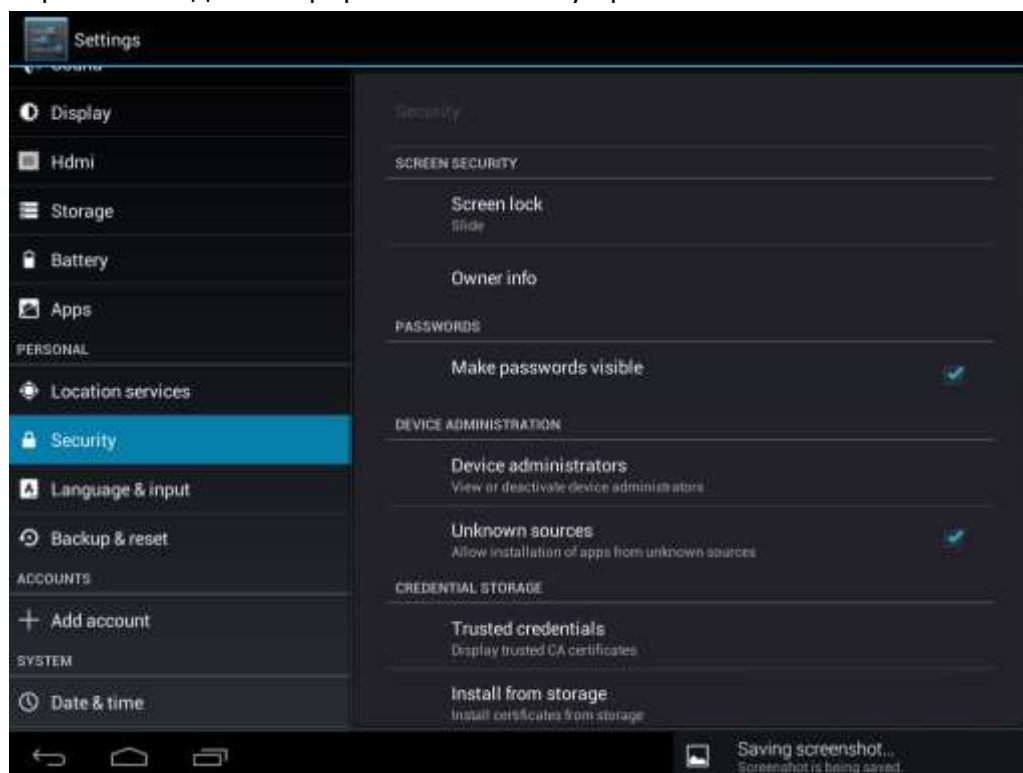 Settings
Display
Hdmi
Storage
Battery
Apps
PERSONAL
Location services
Security
Language & input
Backup & reset
ACCOUNTS
Add account
SYSTEM
Date & time
Security
SCREEN SECURITY
Screen lock
Slide
Owner info
PASSWORDS
Make passwords visible
DEVICE ADMINISTRATION
Device administrators
View or deactivate device administrators
Unknown sources
Allow installation of apps from unknown sources
CREDENTIAL STORAGE
Trusted credentials
Display trusted CA certificates
Install from storage
Install certificates from storage
Saving screenshot...
Screenshot is being saved.